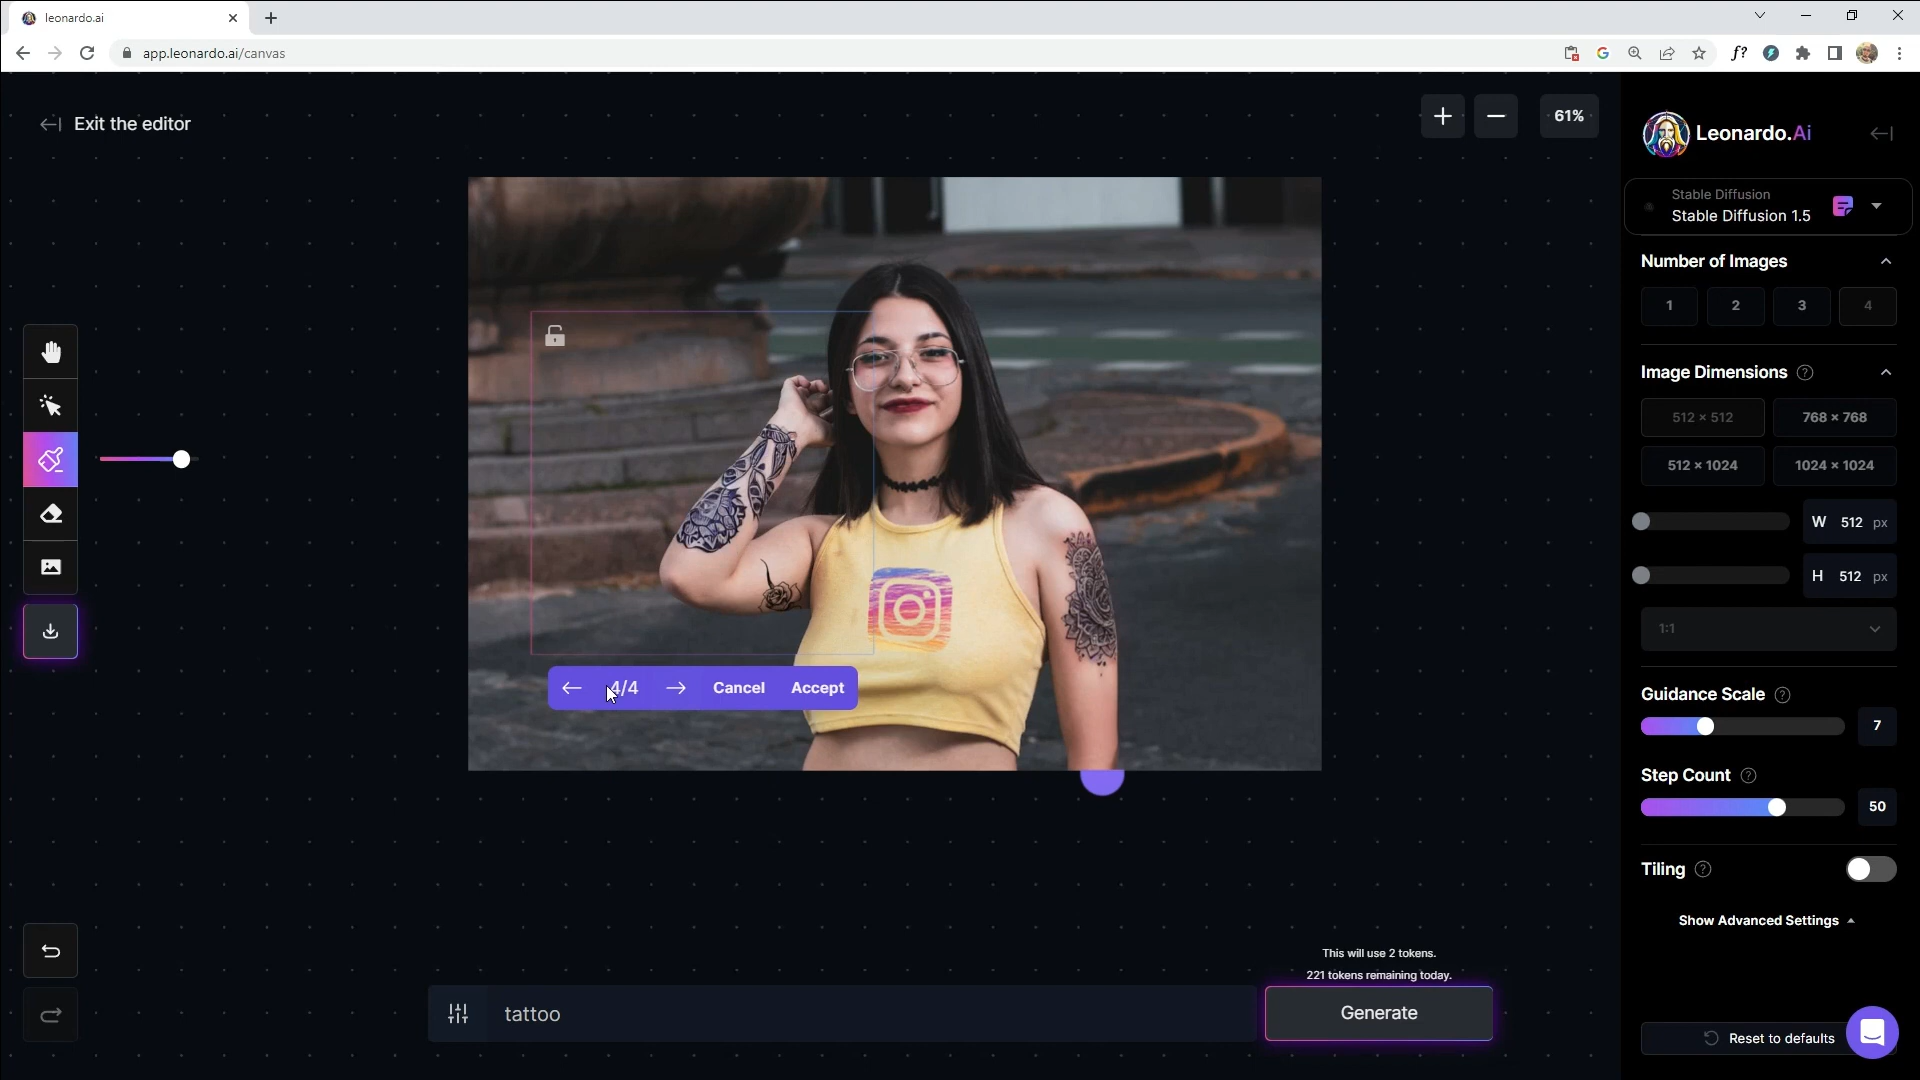 leonardo.ai
app.leonardo.ai/canvas
f?
Exit the editor
61%
Leonardo.Ai
Stable Diffusion
Stable Diffusion 1.5
Number of Images
1 2 3 4
Image Dimensions ?
512 × 512 768 × 768
512 × 1024 1024 × 1024
W 512 px
H 512 px
1:1
4/4 Cancel Accept
Guidance Scale ?
7
Step Count ?
50
Tiling ?
Show Advanced Settings
This will use 2 tokens.
221 tokens remaining today.
tattoo
Generate
Reset to defaults